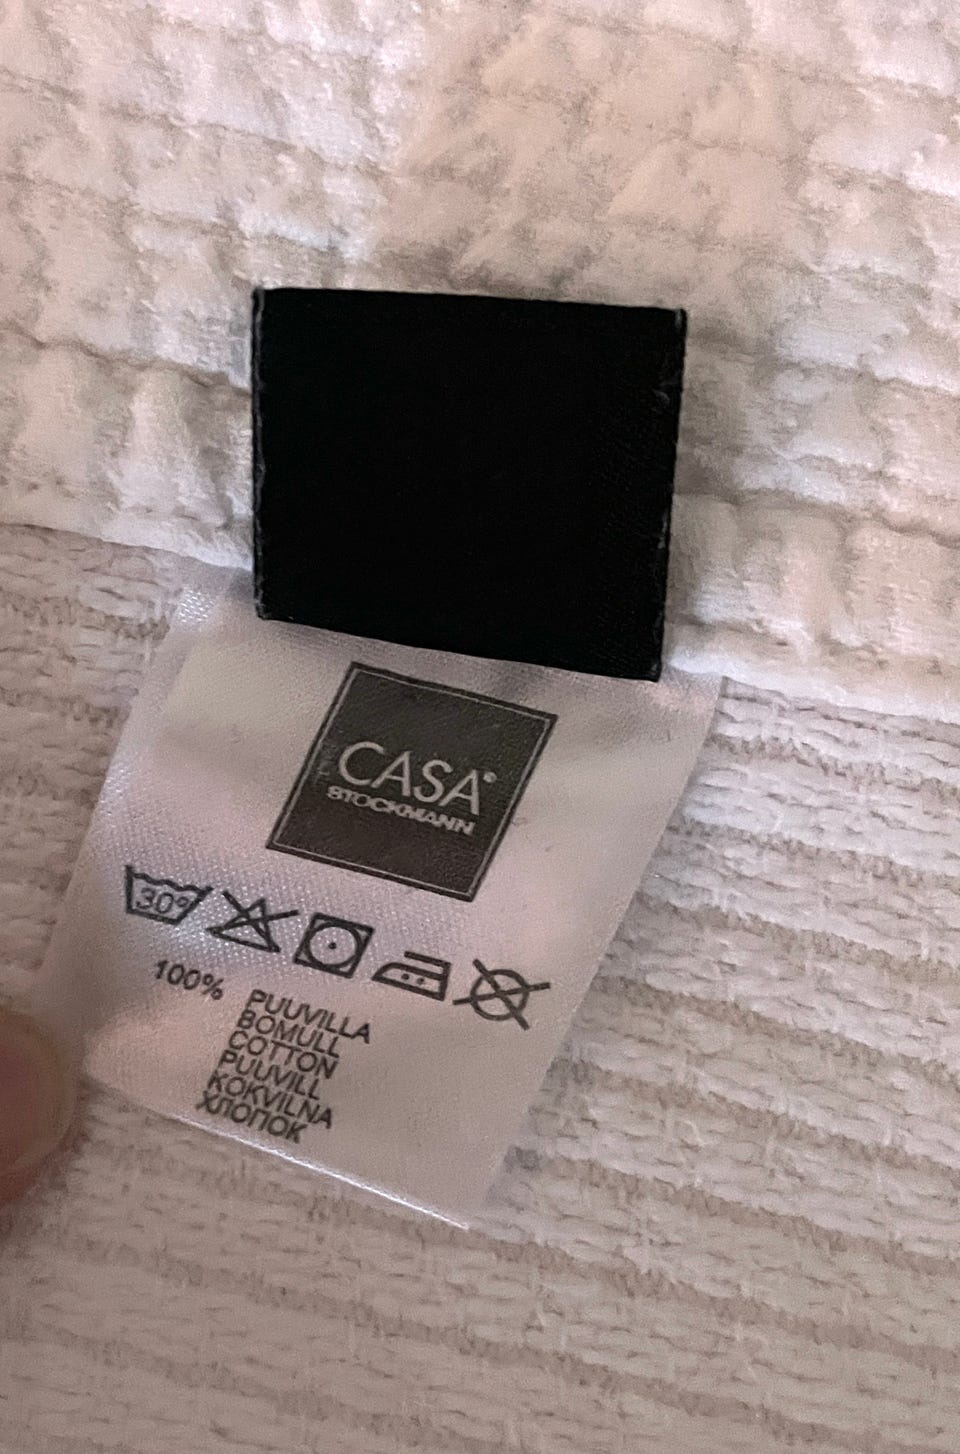 CASA®
STOCKMANN
30°
100% PUUVILLA
BOMULL
COTTON
PUUVILL
KOKVILNA
ХЛОПОК